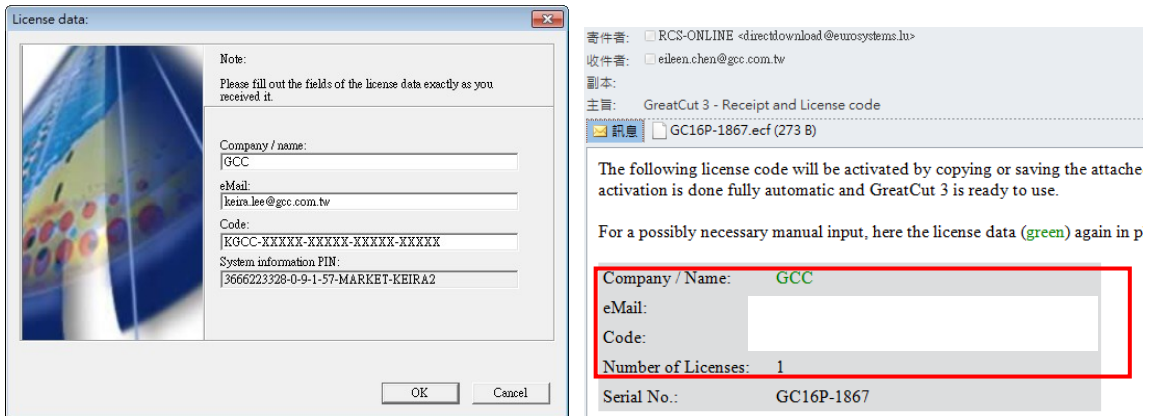 License data:
Note:
Please fill out the fields of the license data exactly as you
received it.
Company / name:
GCC
eMail:
keira.lee@gcc.com.tw
Code:
KGCC-XXXXX-XXXXX-XXXXX-XXXXX
System information PIN:
3666223328-0-9-1-57-MARKET-KEIRA2
OK
Cancel
寄件者: RCS-ONLINE <directdownload@eurosystems.lu>
收件者: eileen.chen@gcc.com.tw
副本:
主旨: GreatCut 3 - Receipt and License code
訊息 GC16P-1867.ecf (273 B)
The following license code will be activated by copying or saving the attache
activation is done fully automatic and GreatCut 3 is ready to use.
For a possibly necessary manual input, here the license data (green) again in p
Company / Name: GCC
eMail:
Code:
Number of Licenses: 1
Serial No.: GC16P-1867